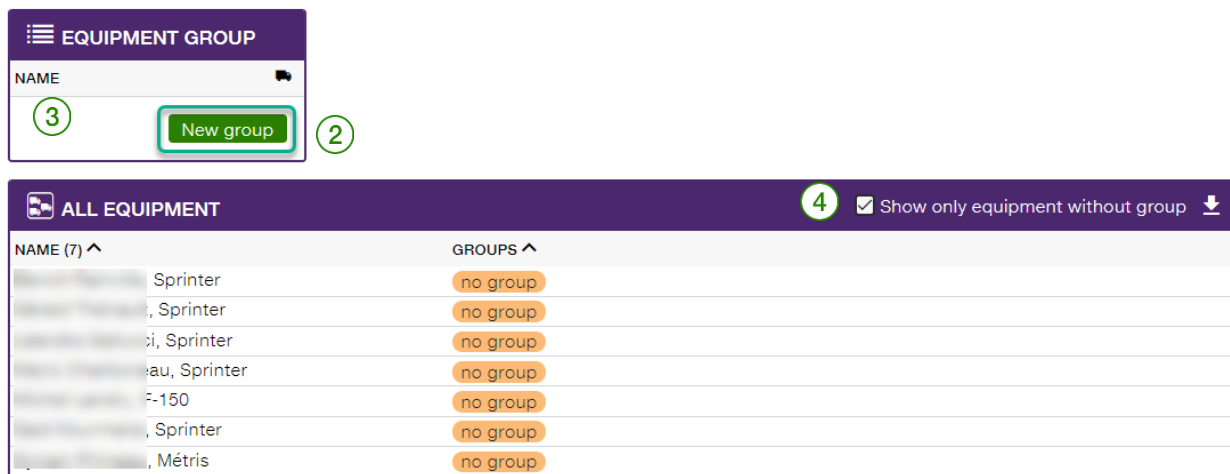 EQUIPMENT GROUP
NAME
3
New group
2
ALL EQUIPMENT
4
Show only equipment without group
NAME (7)
GROUPS
, Sprinter
no group
, Sprinter
no group
, Sprinter
no group
, Sprinter
no group
F-150
no group
, Sprinter
no group
, Métris
no group